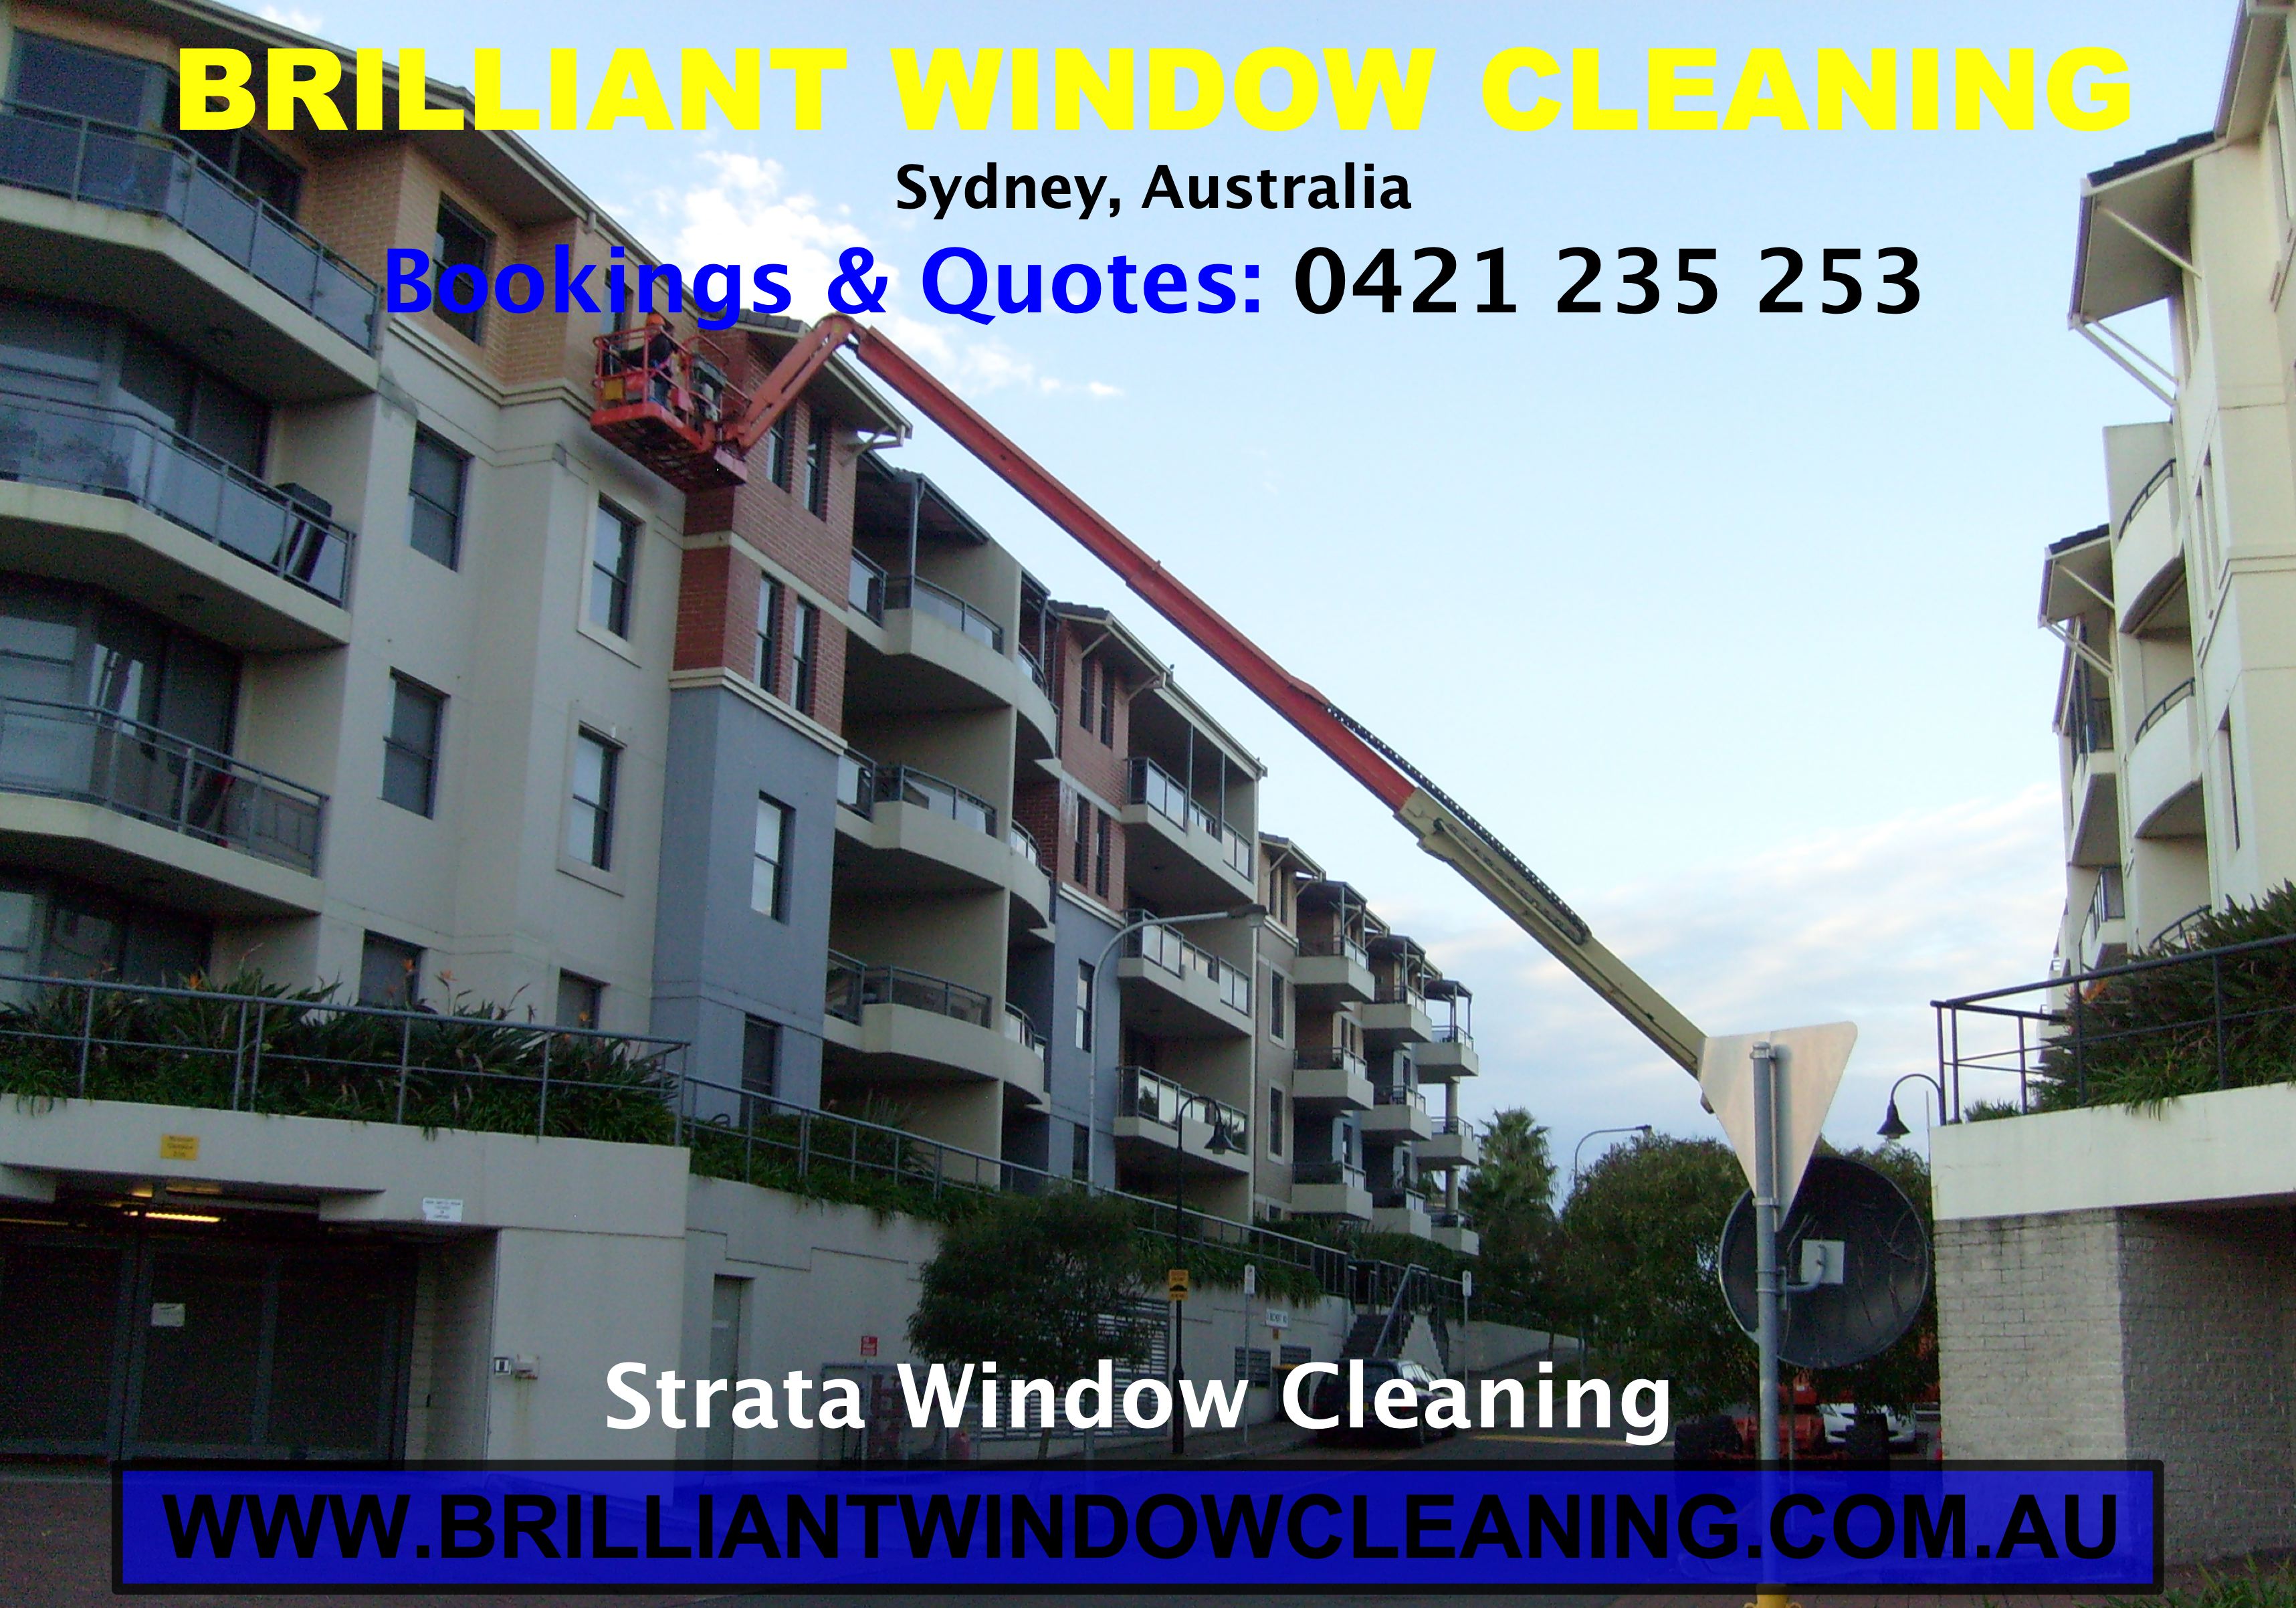 BRILLIANT WINDOW CLEANING
Sydney, Australia
Bookings & Quotes: 0421 235 253
Strata Window Cleaning
WWW.BRILLIANTWINDOWCLEANING.COM.AU